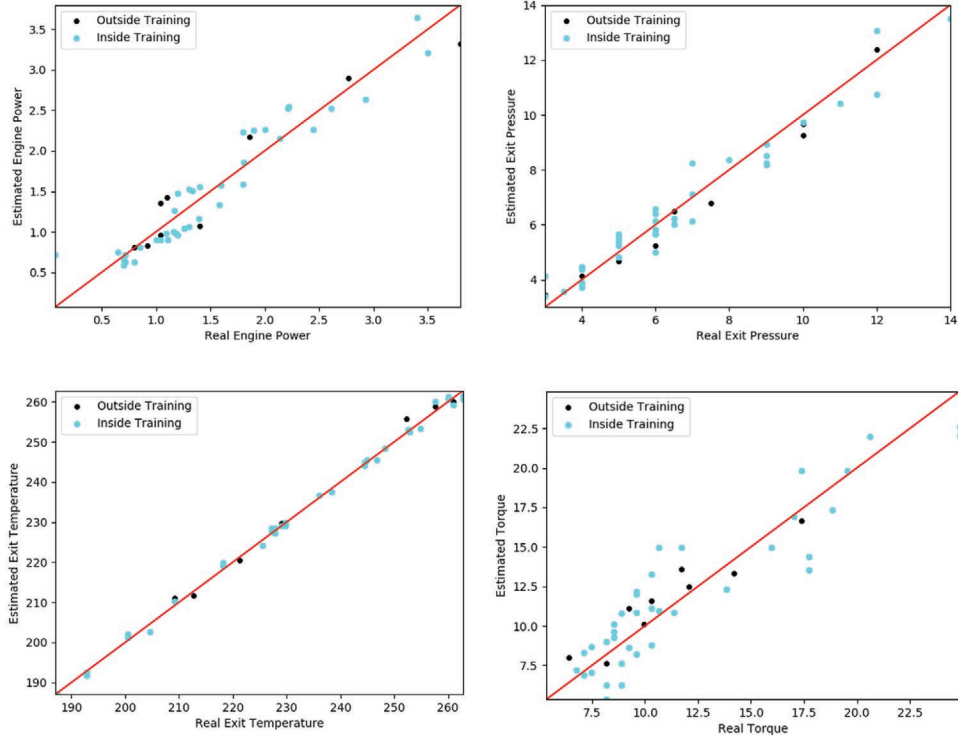 Outside Training
Inside Training
3.5
3.0
2.5
2.0
1.5
1.0
0.5
0.5 1.0 1.5 2.0 2.5 3.0 3.5
Real Engine Power
Estimated Engine Power
Outside Training
Inside Training
14
12
10
8
6
4
4 6 8 10 12 14
Real Exit Pressure
Estimated Exit Pressure
Outside Training
Inside Training
260
250
240
230
220
210
200
190
190 200 210 220 230 240 250 260
Real Exit Temperature
Estimated Exit Temperature
Outside Training
Inside Training
22.5
20.0
17.5
15.0
12.5
10.0
7.5
7.5 10.0 12.5 15.0 17.5 20.0 22.5
Real Torque
Estimated Torque